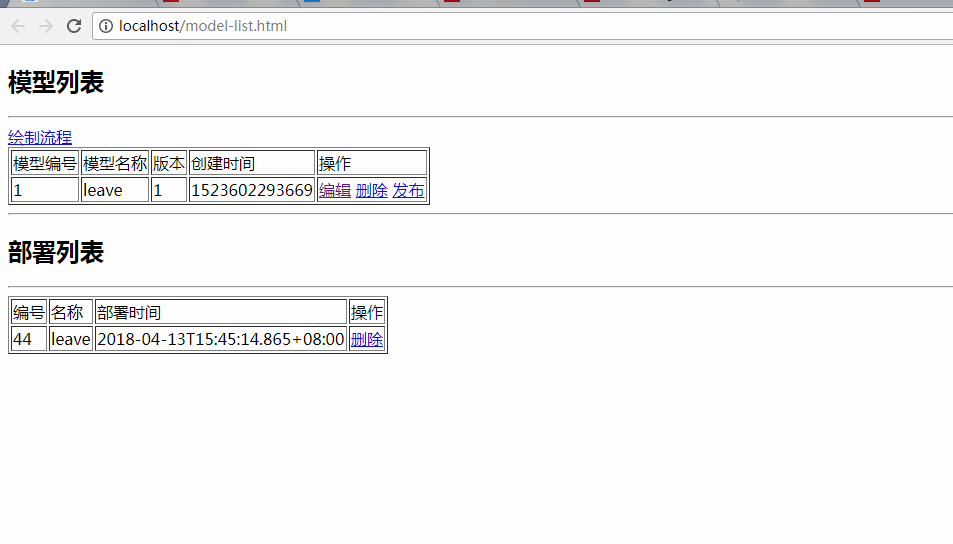 localhost/model-list.html
模型列表
绘制流程
模型编号 模型名称 版本 创建时间 操作
1 leave 1 1523602293669 编辑 删除 发布
部署列表
编号 名称 部署时间 操作
44 leave 2018-04-13T15:45:14.865+08:00 删除